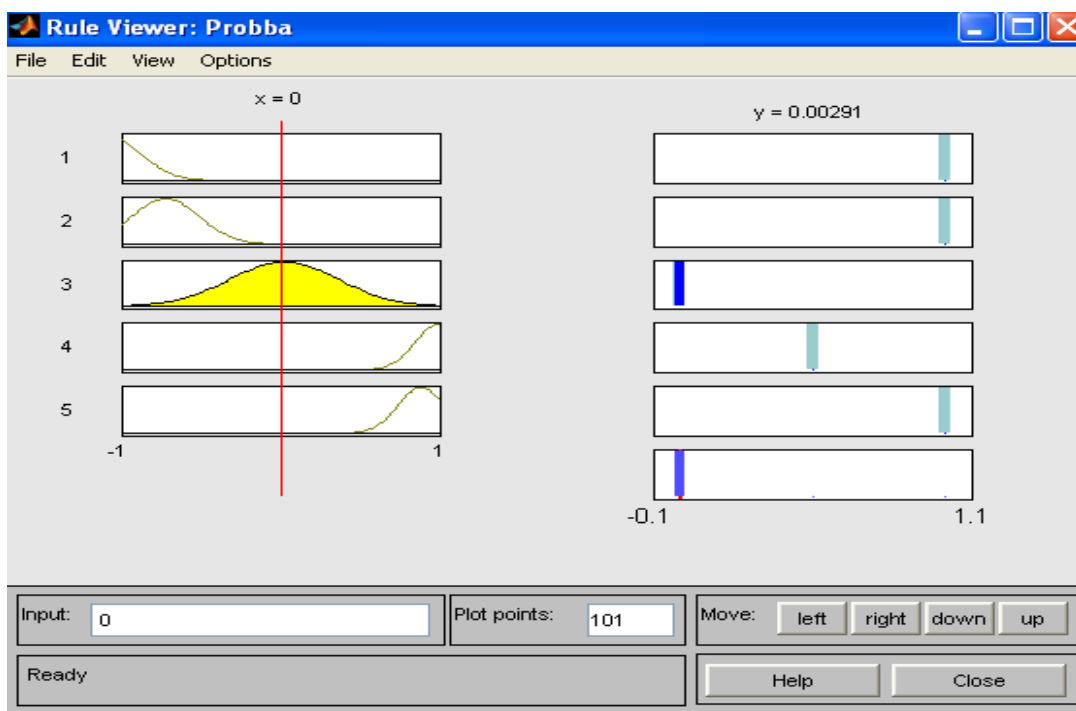 Rule Viewer: Probba
File Edit View Options
x = 0
y = 0.00291
1
2
3
4
5
-1 1
-0.1 1.1
Input: 0
Plot points: 101
Move: left right down up
Ready
Help Close